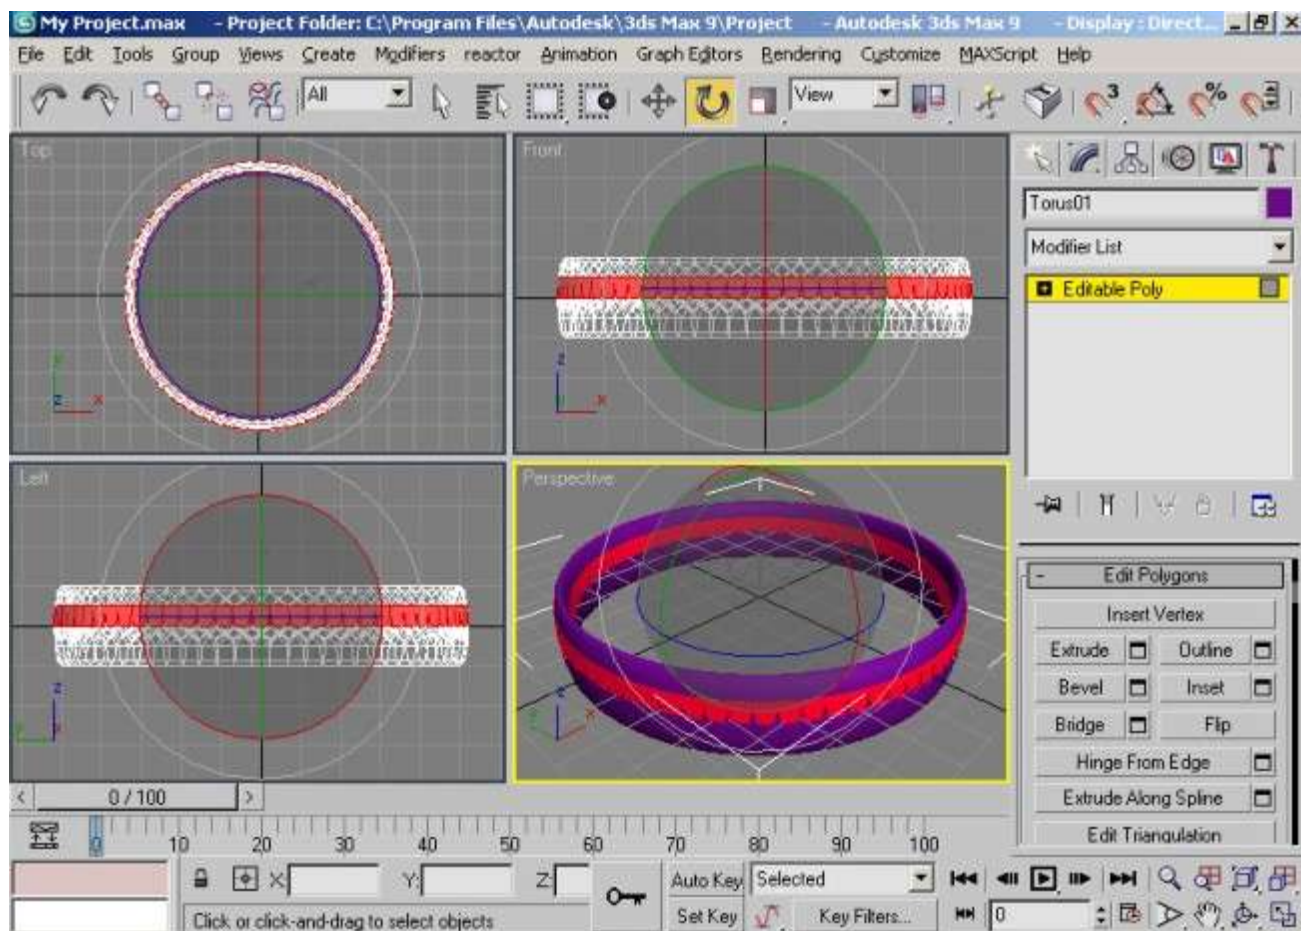 My Project.max - Project Folder: C:\Program Files\Autodesk\3ds Max 9\Project - Autodesk 3ds Max 9 - Display : Direct...
File Edit Tools Group Views Create Modifiers reactor Animation Graph Editors Rendering Customize MAXScript Help
All View 3 %
Top Front
Torus01
Modifier List
Editable Poly
y z x
z y x
Left Perspective
Edit Polygons
Insert Vertex
Extrude Outline
Bevel Inset
Bridge Flip
Hinge From Edge
Extrude Along Spline
Edit Triangulation
z y
z y x
< 0 / 100 >
0 10 20 30 40 50 60 70 80 90 100
X: Y: Z: Auto Key Selected
Click or click-and-drag to select objects Set Key Key Filters... 0